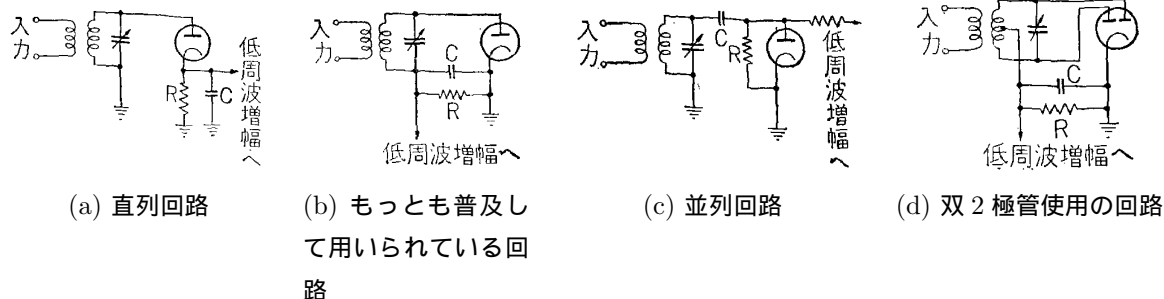 入力
R
C
低周波増幅へ
入力
C
R
低周波増幅へ
入力
C
R
低周波増幅へ
入力
C
R
低周波増幅へ
(a) 直列回路
(b) もっとも普及し
て用いられている回
路
(c) 並列回路
(d) 双 2 極管使用の回路